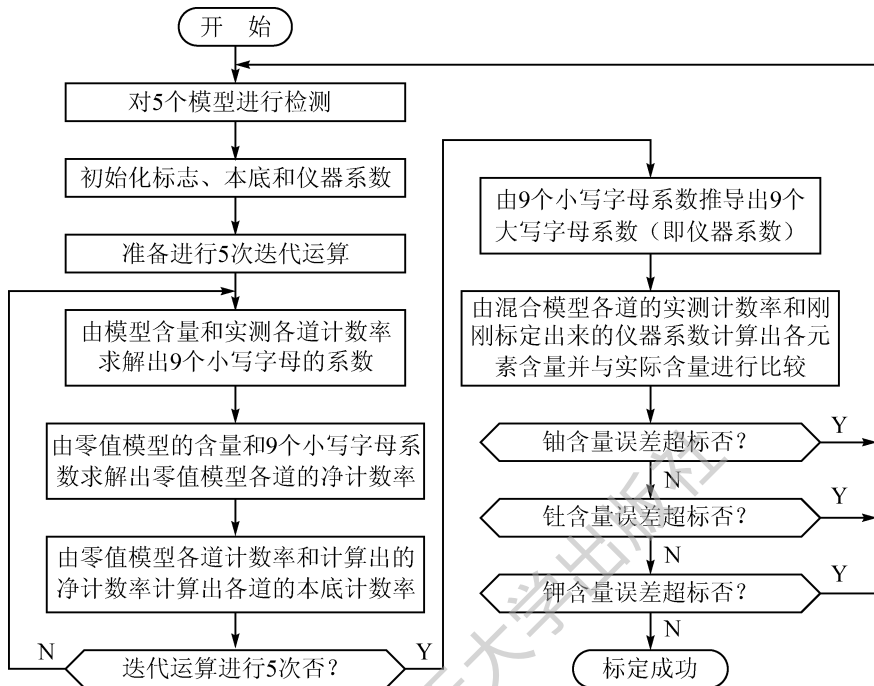 开 始
对5个模型进行检测
初始化标志、本底和仪器系数
准备进行5次迭代运算
由模型含量和实测各道计数率
求解出9个小写字母的系数
由零值模型的含量和9个小写字母系
数求解出零值模型各道的净计数率
由零值模型各道计数率和计算出的
净计数率计算出各道的本底计数率
N
迭代运算进行5次否？
Y
由9个小写字母系数推导出9个
大写字母系数（即仪器系数）
由混合模型各道的实测计数率和刚
刚标定出来的仪器系数计算出各元
素含量并与实际含量进行比较
铀含量误差超标否？
Y
N
钍含量误差超标否？
Y
N
钾含量误差超标否？
Y
N
标定成功
大学出版社